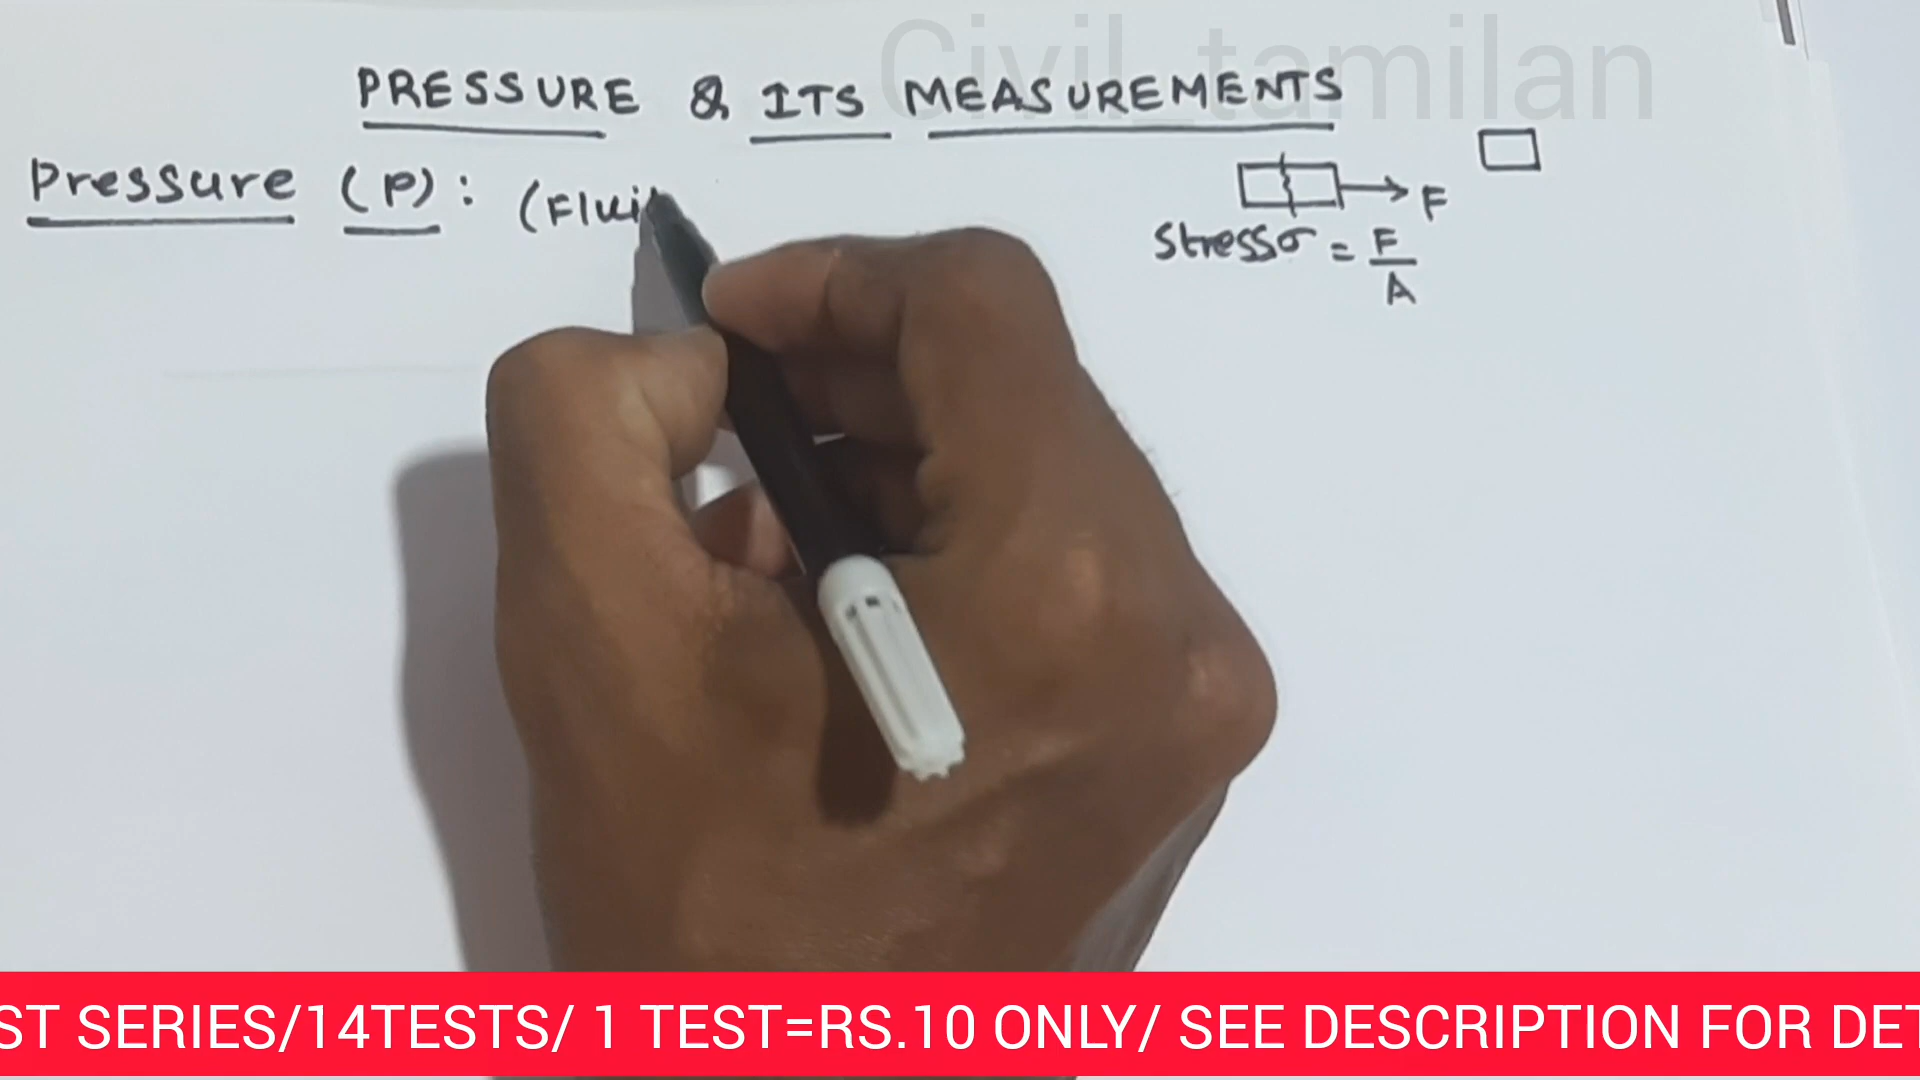 Civil_tamilan
PRESSURE & ITS MEASUREMENTS
Pressure (P): (Flui
F
Stress σ = F
A
ST SERIES/14TESTS/ 1 TEST=RS.10 ONLY/ SEE DESCRIPTION FOR DET